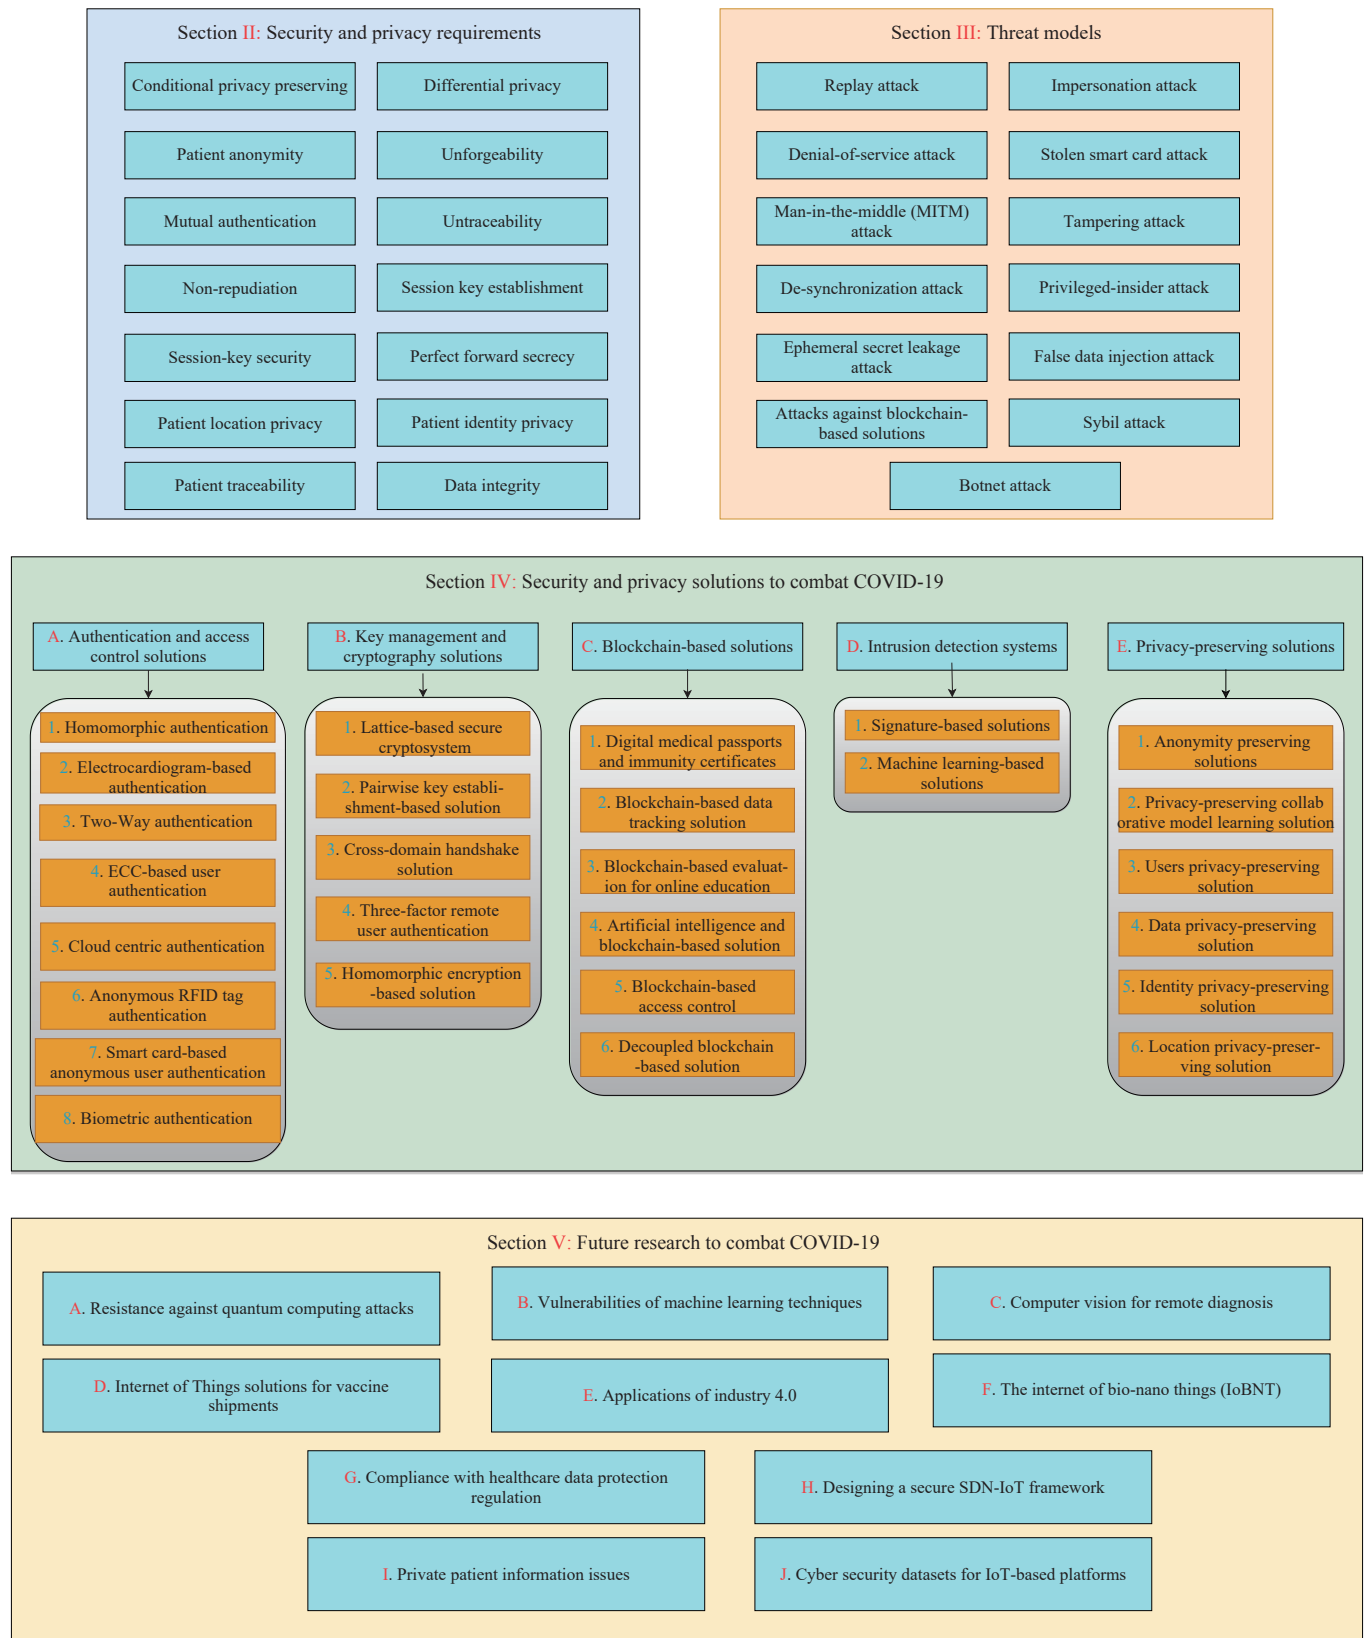 Section II: Security and privacy requirements
Conditional privacy preserving
Differential privacy
Patient anonymity
Unforgeability
Mutual authentication
Untraceability
Non-repudiation
Session key establishment
Session-key security
Perfect forward secrecy
Patient location privacy
Patient identity privacy
Patient traceability
Data integrity
Section III: Threat models
Replay attack
Impersonation attack
Denial-of-service attack
Stolen smart card attack
Man-in-the-middle (MITM)
attack
Tampering attack
De-synchronization attack
Privileged-insider attack
Ephemeral secret leakage
attack
False data injection attack
Attacks against blockchain-
based solutions
Sybil attack
Botnet attack
Section IV: Security and privacy solutions to combat COVID-19
A. Authentication and access
control solutions
1. Homomorphic authentication
2. Electrocardiogram-based
authentication
3. Two-Way authentication
4. ECC-based user
authentication
5. Cloud centric authentication
6. Anonymous RFID tag
authentication
7. Smart card-based
anonymous user authentication
8. Biometric authentication
B. Key management and
cryptography solutions
1. Lattice-based secure
cryptosystem
2. Pairwise key establi-
shment-based solution
3. Cross-domain handshake
solution
4. Three-factor remote
user authentication
5. Homomorphic encryption
-based solution
C. Blockchain-based solutions
1. Digital medical passports
and immunity certificates
2. Blockchain-based data
tracking solution
3. Blockchain-based evaluat-
ion for online education
4. Artificial intelligence and
blockchain-based solution
5. Blockchain-based
access control
6. Decoupled blockchain
-based solution
D. Intrusion detection systems
1. Signature-based solutions
2. Machine learning-based
solutions
E. Privacy-preserving solutions
1. Anonymity preserving
solutions
2. Privacy-preserving collab
orative model learning solution
3. Users privacy-preserving
solution
4. Data privacy-preserving
solution
5. Identity privacy-preserving
solution
6. Location privacy-preser-
ving solution
Section V: Future research to combat COVID-19
A. Resistance against quantum computing attacks
B. Vulnerabilities of machine learning techniques
C. Computer vision for remote diagnosis
D. Internet of Things solutions for vaccine
shipments
E. Applications of industry 4.0
F. The internet of bio-nano things (IoBNT)
G. Compliance with healthcare data protection
regulation
H. Designing a secure SDN-IoT framework
I. Private patient information issues
J. Cyber security datasets for IoT-based platforms